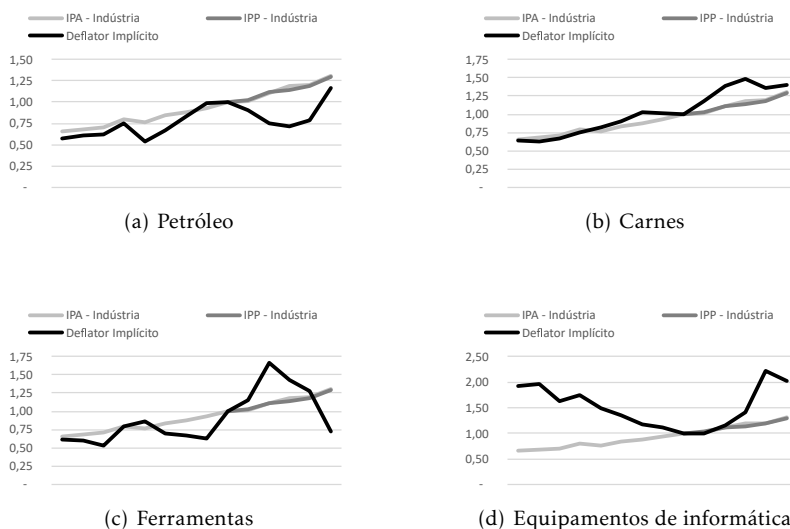 IPA - Indústria
IPP - Indústria
Deflator Implícito
1,50
1,25
1,00
0,75
0,50
0,25
-
(a) Petróleo
IPA - Indústria
IPP - Indústria
Deflator Implícito
1,75
1,50
1,25
1,00
0,75
0,50
0,25
-
(b) Carnes
IPA - Indústria
IPP - Indústria
Deflator Implícito
1,75
1,50
1,25
1,00
0,75
0,50
0,25
-
(c) Ferramentas
IPA - Indústria
IPP - Indústria
Deflator Implícito
2,50
2,00
1,50
1,00
0,50
-
(d) Equipamentos de informática